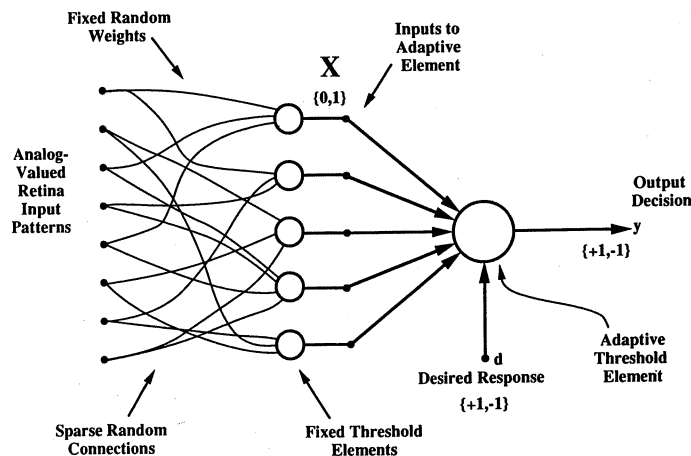 Fixed Random
Weights
Inputs to
Adaptive
Element
X
{0,1}
Analog-
Valued
Retina
Input
Patterns
Output
Decision
y
{+1,-1}
d
Desired Response
{+1,-1}
Adaptive
Threshold
Element
Sparse Random
Connections
Fixed Threshold
Elements